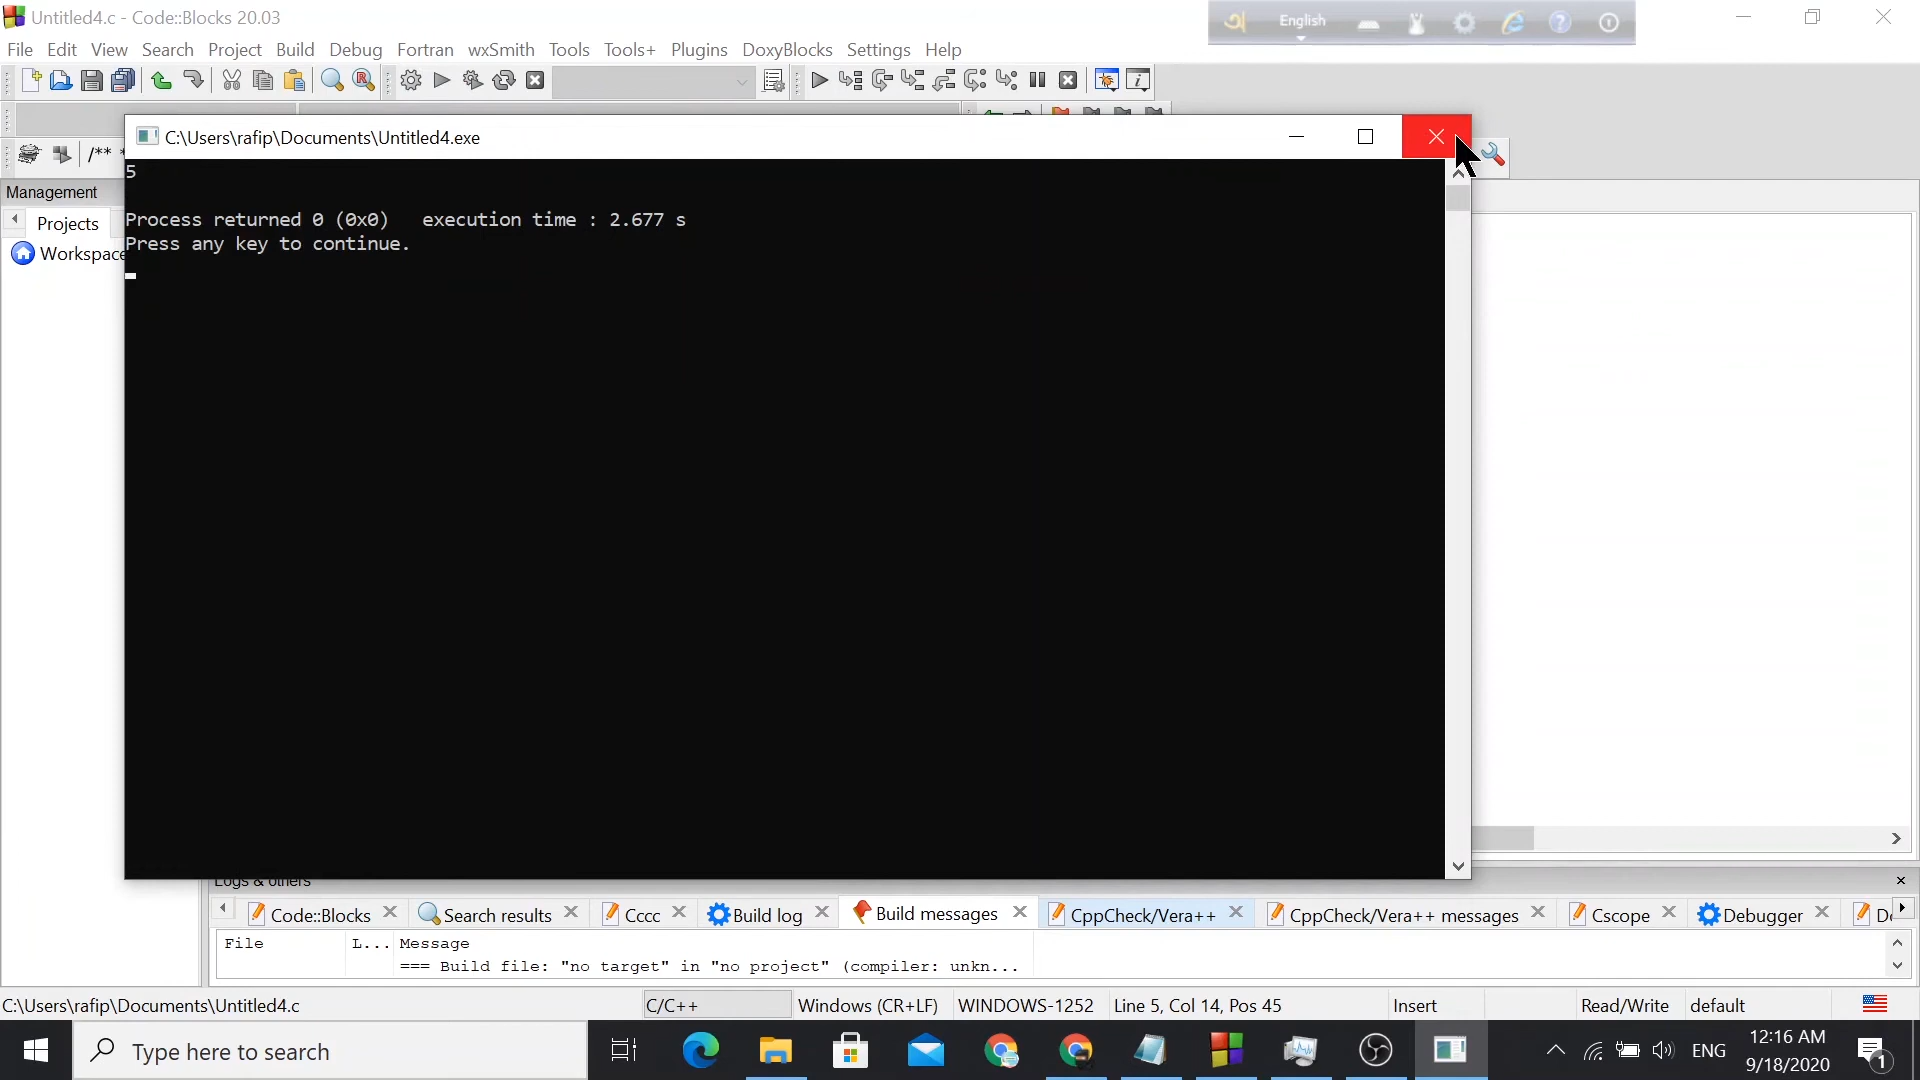 Untitled4.c - Code::Blocks 20.03
English
File Edit View Search Project Build Debug Fortran wxSmith Tools Tools+ Plugins DoxyBlocks Settings Help
C:\Users\rafip\Documents\Untitled4.exe
/**
Management
Projects
Workspace
5
Process returned 0 (0x0)   execution time : 2.677 s
Press any key to continue.
Logs & others
Code::Blocks Search results Cccc Build log Build messages CppCheck/Vera++ CppCheck/Vera++ messages Cscope Debugger
File L... Message
=== Build file: "no target" in "no project" (compiler: unkn...
C:\Users\rafip\Documents\Untitled4.c C/C++ Windows (CR+LF) WINDOWS-1252 Line 5, Col 14, Pos 45 Insert Read/Write default
Type here to search
ENG
12:16 AM
9/18/2020
1